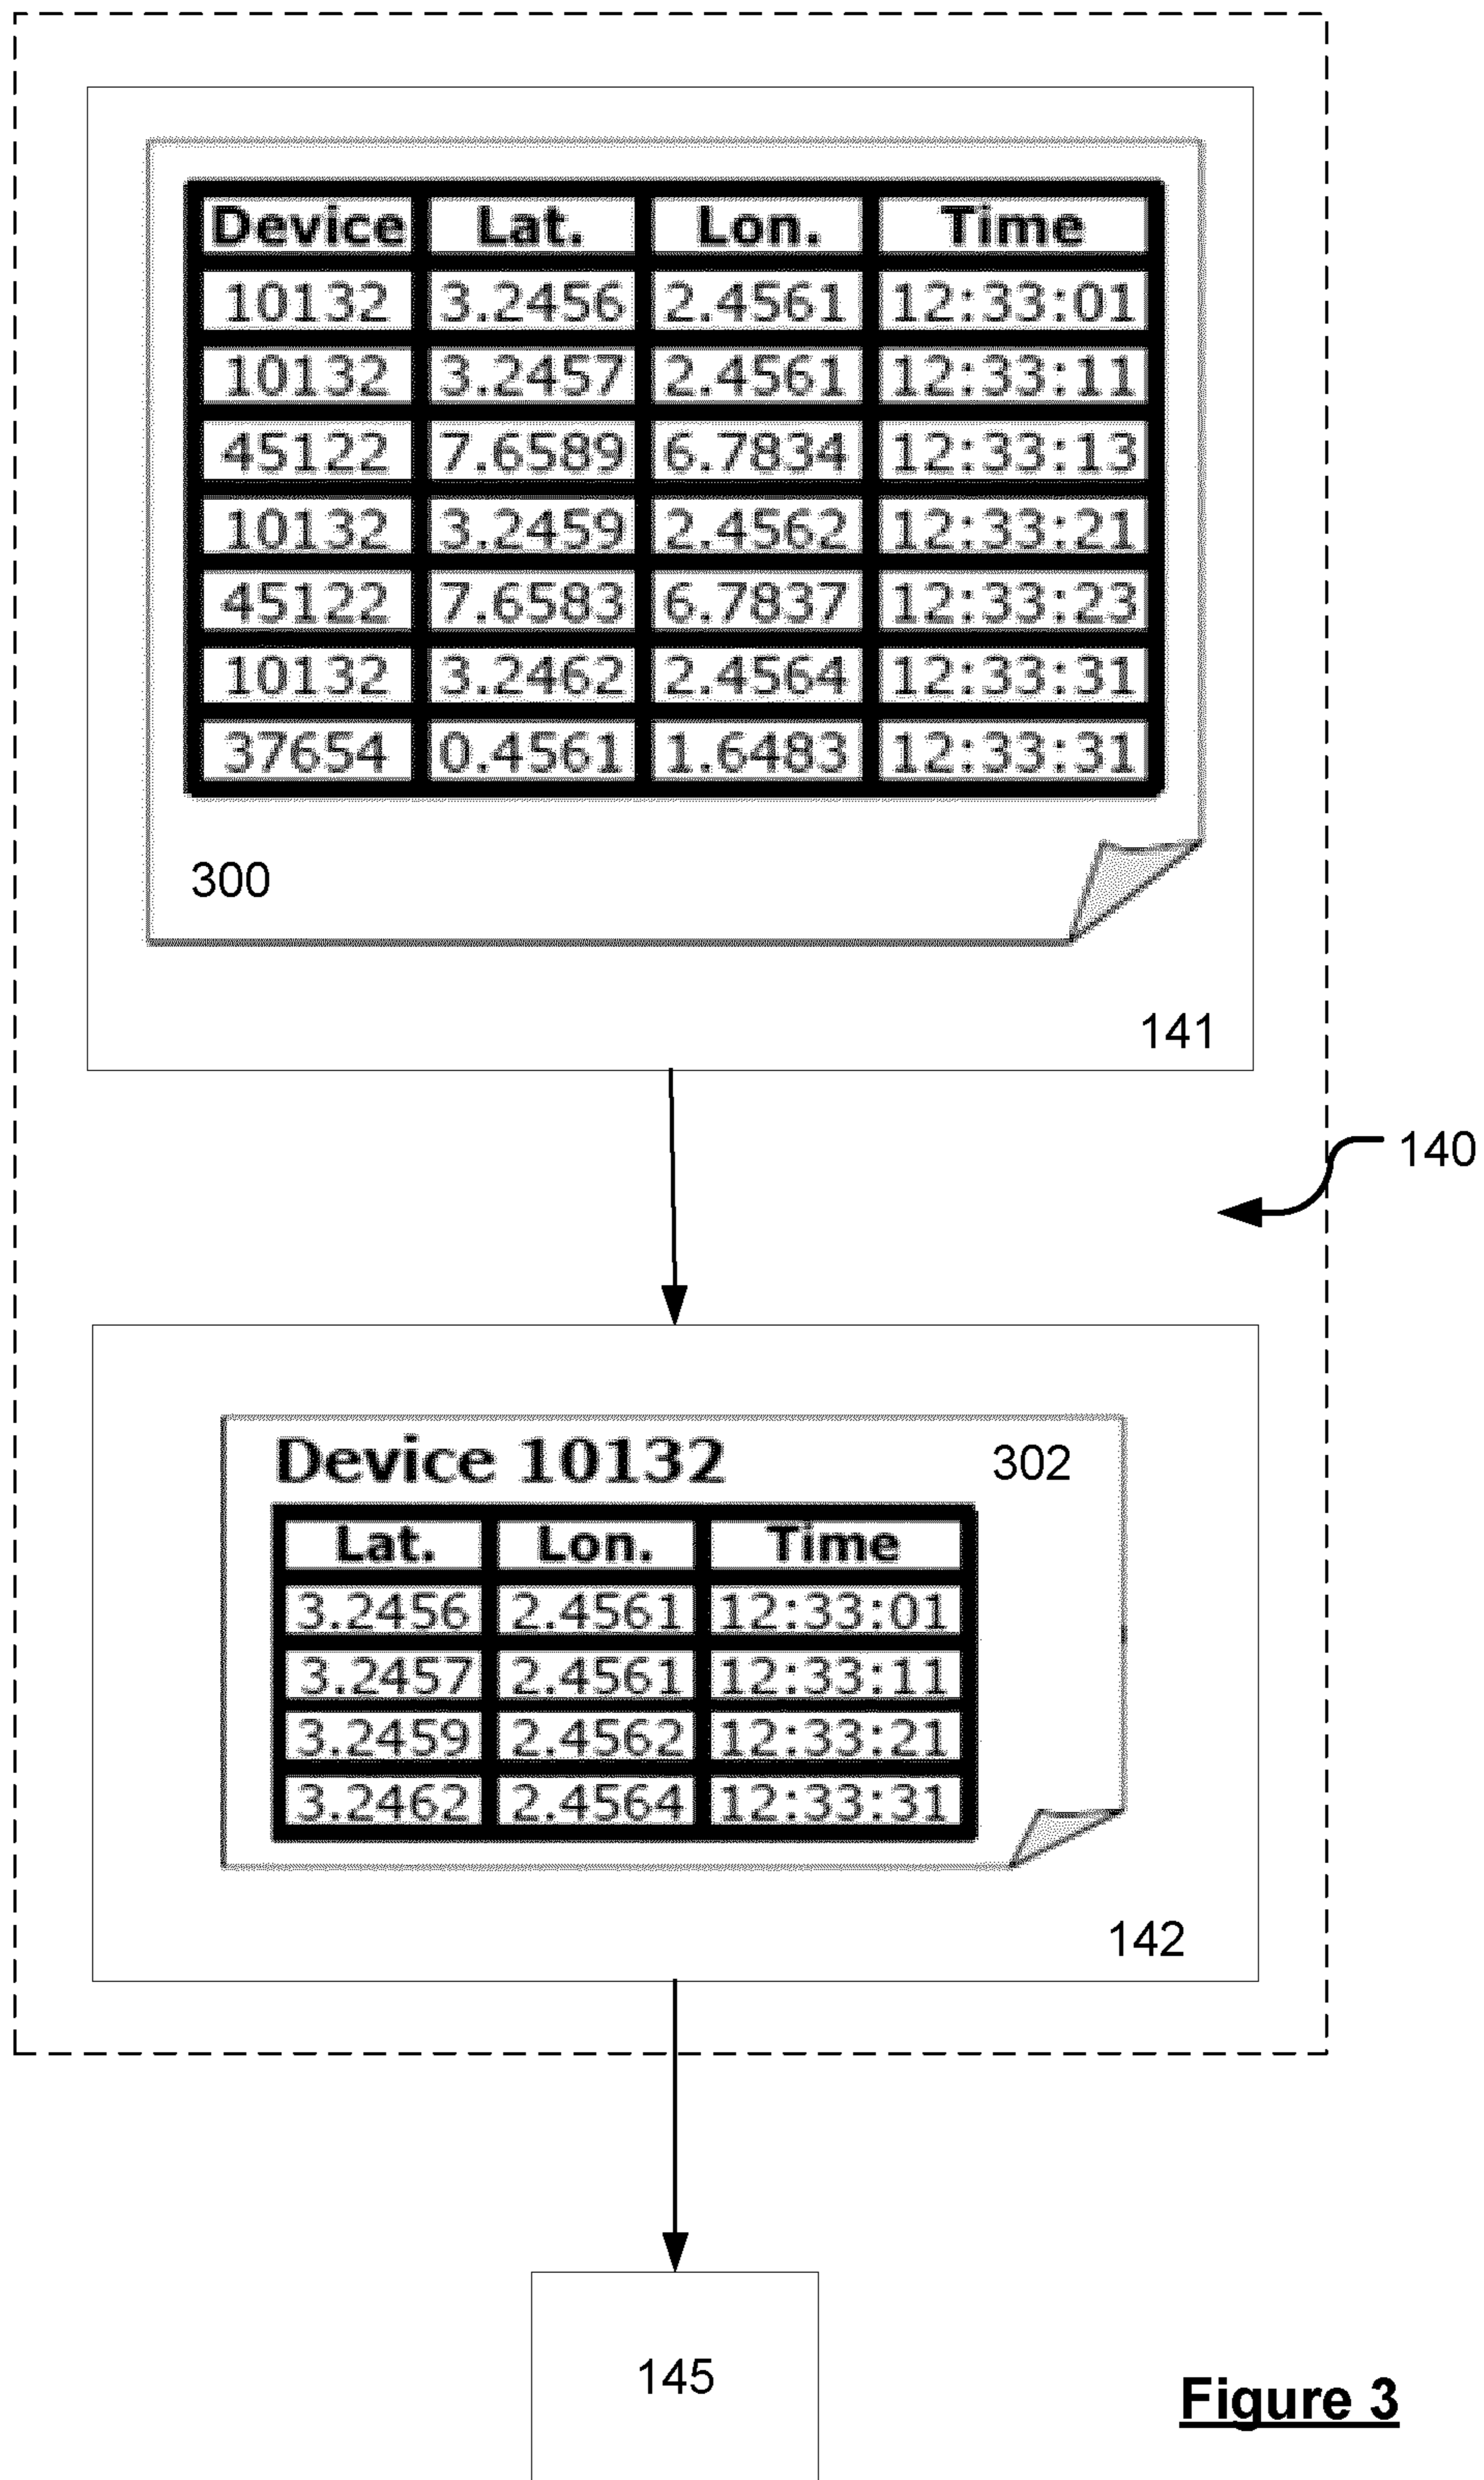 Device Lat. Lon. Time
10132 3.2456 2.4561 12:33:01
10132 3.2457 2.4561 12:33:11
45122 7.6589 6.7834 12:33:13
10132 3.2459 2.4562 12:33:21
45122 7.6583 6.7837 12:33:23
10132 3.2462 2.4564 12:33:31
37654 0.4561 1.6483 12:33:31
300
141
140
Device 10132 302
Lat. Lon. Time
3.2456 2.4561 12:33:01
3.2457 2.4561 12:33:11
3.2459 2.4562 12:33:21
3.2462 2.4564 12:33:31
142
145
Figure 3